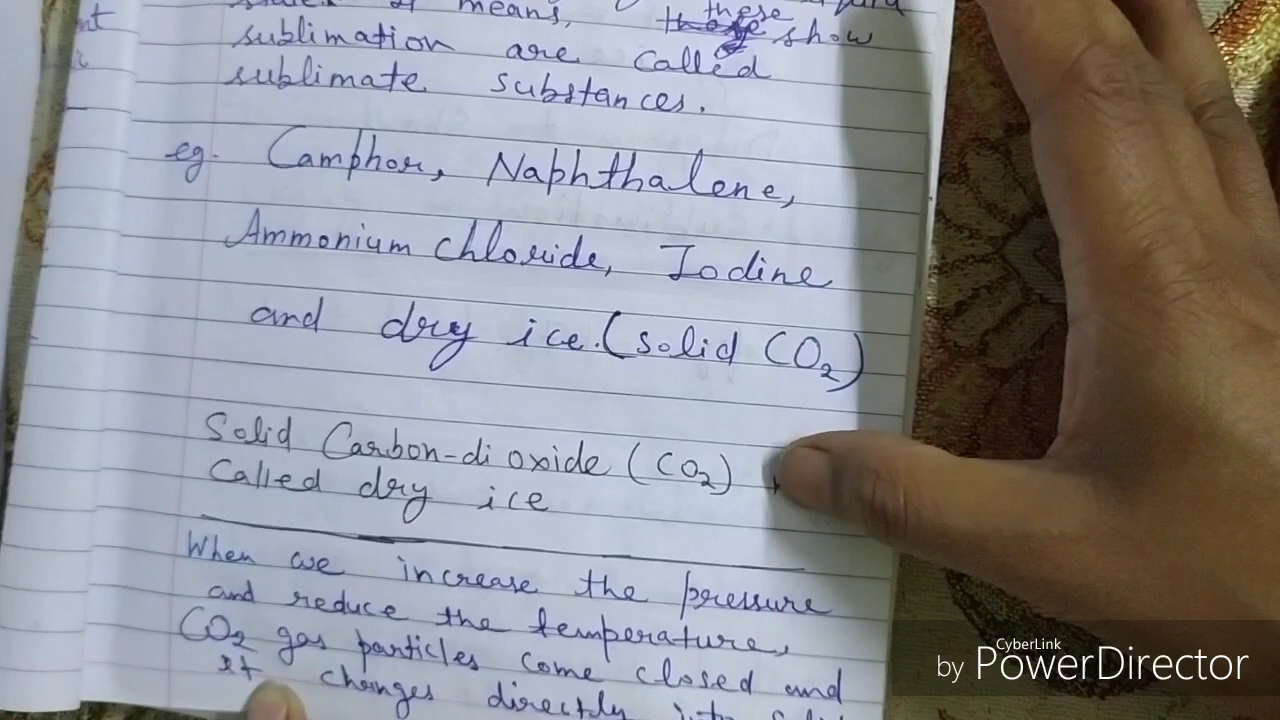 means, these
those show
sublimation are called
sublimate substances.
eg. Camphor, Naphthalene,
Ammonium chloride, Iodine
and dry ice. (solid CO2)
Solid Carbon-di oxide (CO2)
Called dry ice
When we increase the pressure
and reduce the temperature,
CO2 gas particles come closed and
it changes directly into
CyberLink
by PowerDirector